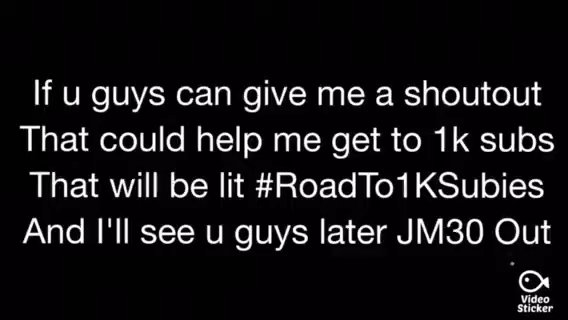 If u guys can give me a shoutout
That could help me get to 1k subs
That will be lit #RoadTo1KSubies
And I'll see u guys later JM30 Out
Video
Sticker